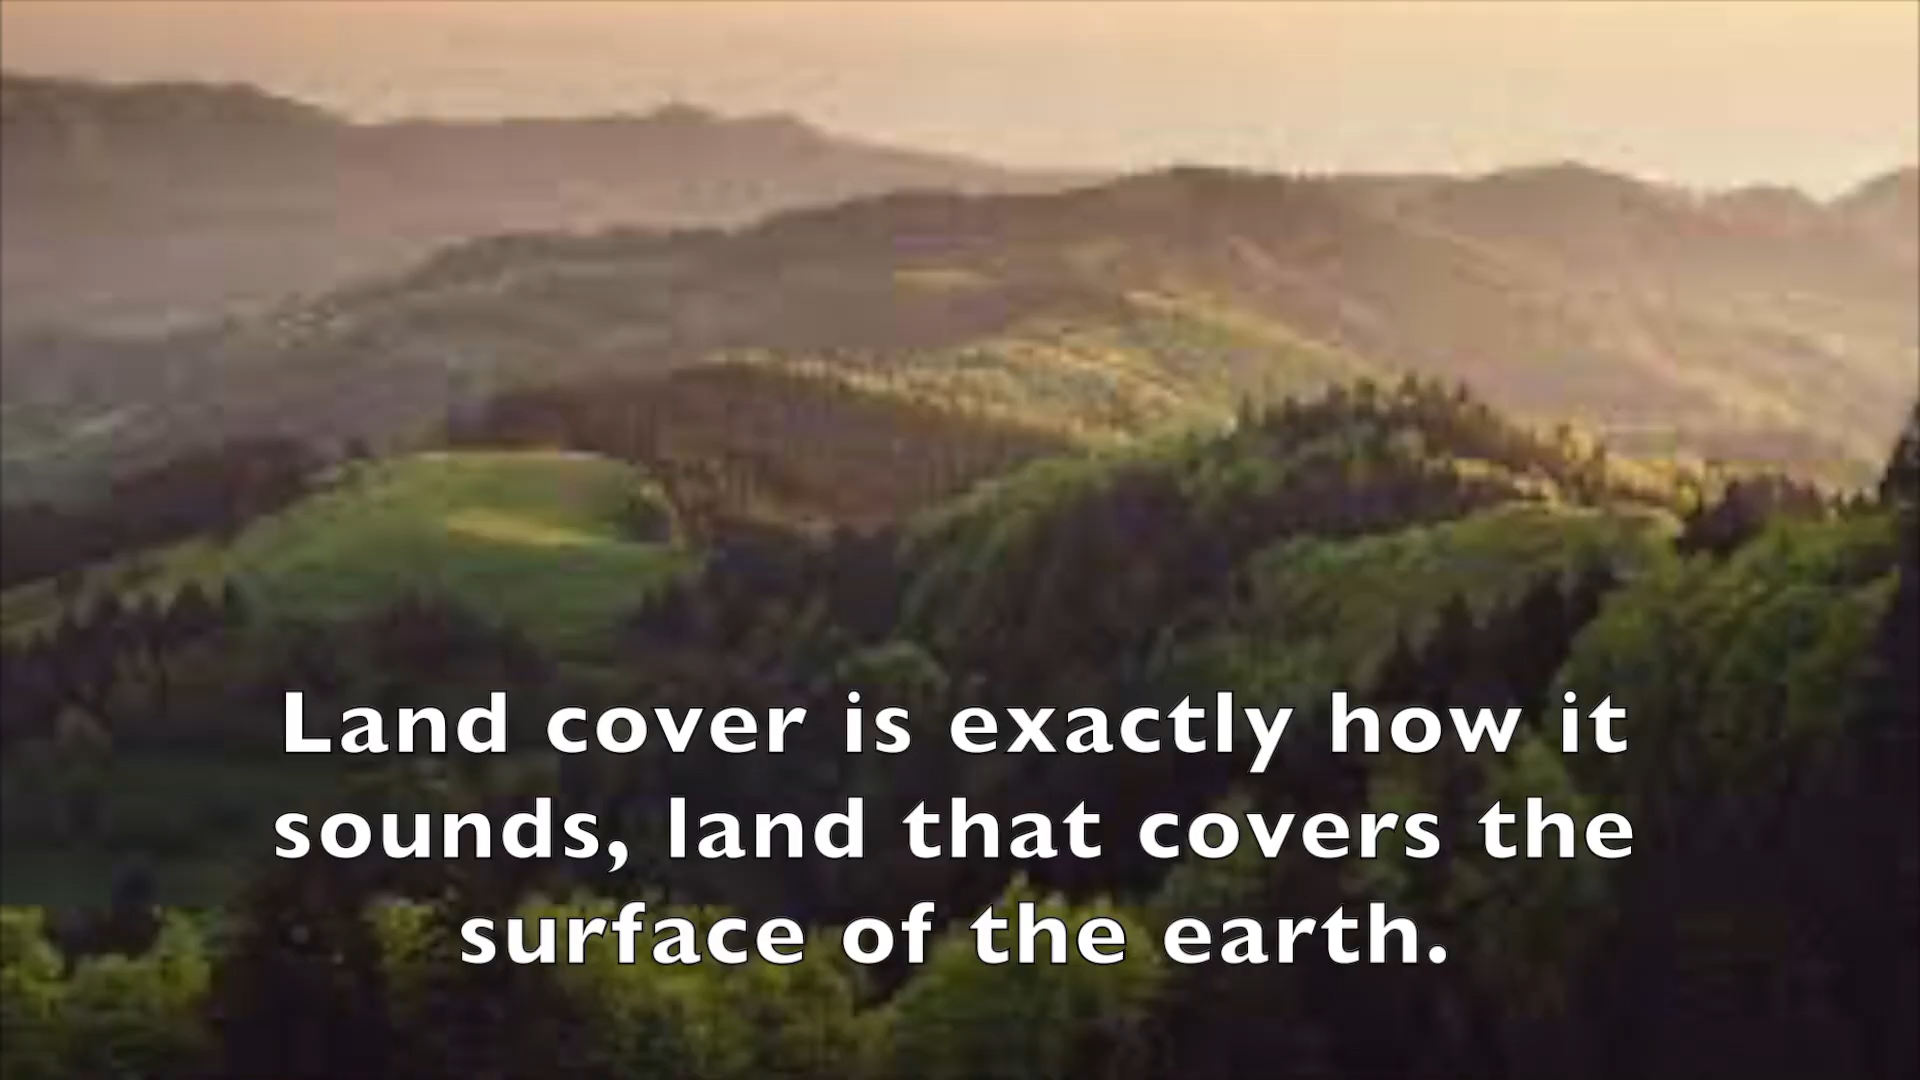 Land cover is exactly how it
sounds, land that covers the
surface of the earth.